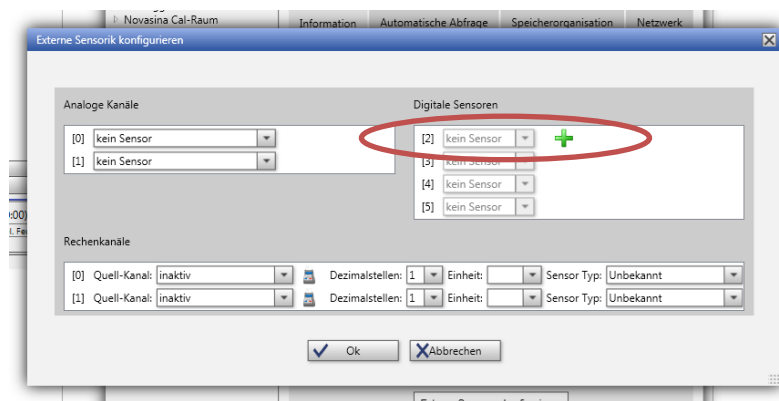 Novasina Cal-Raum
Information Automatische Abfrage Speicherorganisation Netzwerk
Externe Sensorik konfigurieren
Analoge Kanäle
[0] kein Sensor
[1] kein Sensor
Digitale Sensoren
[2] kein Sensor
[3] kein Sensor
[4] kein Sensor
[5] kein Sensor
Rechenkanäle
[0] Quell-Kanal: inaktiv Dezimalstellen: 1 Einheit: Sensor Typ: Unbekannt
[1] Quell-Kanal: inaktiv Dezimalstellen: 1 Einheit: Sensor Typ: Unbekannt
Ok
Abbrechen